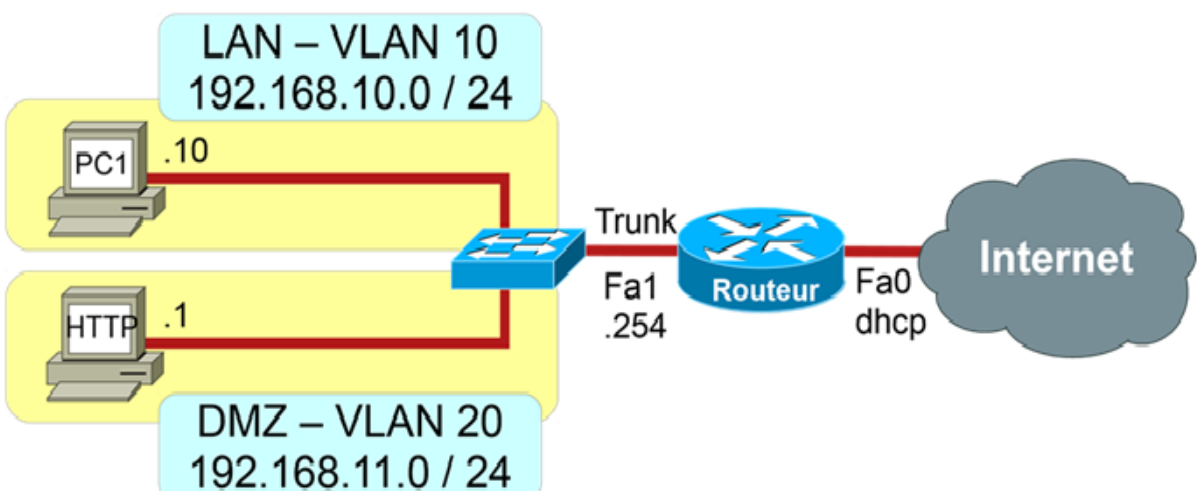 LAN – VLAN 10
192.168.10.0 / 24
PC1
.10
Trunk
Fa1
.254
Routeur
Fa0
dhcp
Internet
HTTP
.1
DMZ – VLAN 20
192.168.11.0 / 24